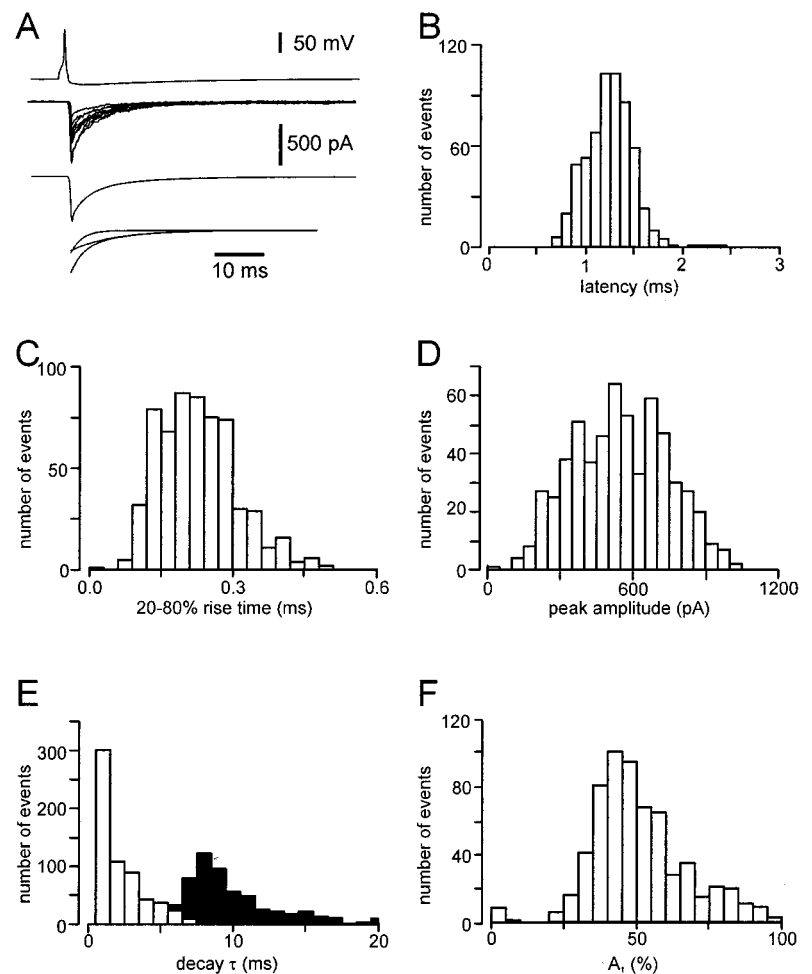 A
50 mV
500 pA
10 ms
B
120
60
0
number of events
0 1 2 3
latency (ms)
C
100
50
0
number of events
0.0 0.3 0.6
20-80% rise time (ms)
D
60
40
20
0
number of events
0 600 1200
peak amplitude (pA)
E
300
200
100
0
number of events
0 10 20
decay τ (ms)
F
120
80
40
0
number of events
0 50 100
(%)